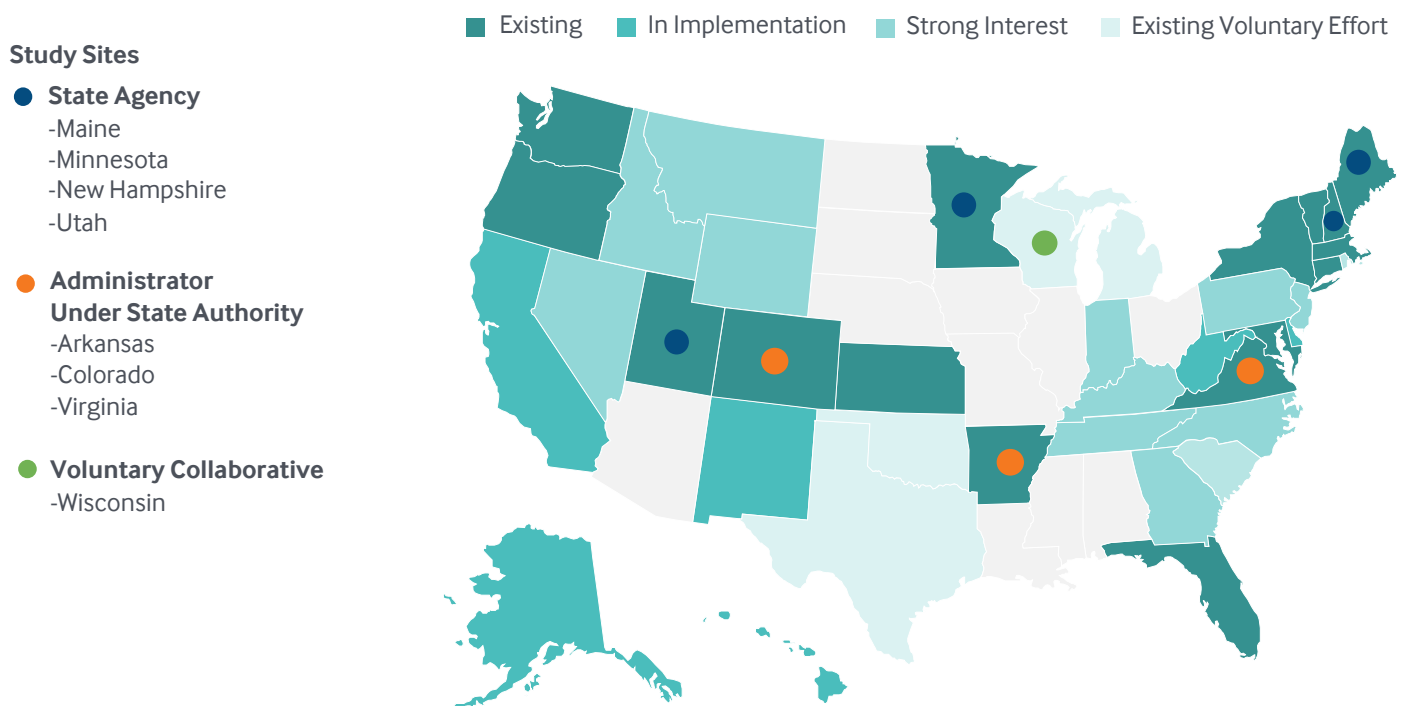 Existing
In Implementation
Strong Interest
Existing Voluntary Effort
Study Sites
State Agency
-Maine
-Minnesota
-New Hampshire
-Utah
Administrator
Under State Authority
-Arkansas
-Colorado
-Virginia
Voluntary Collaborative
-Wisconsin